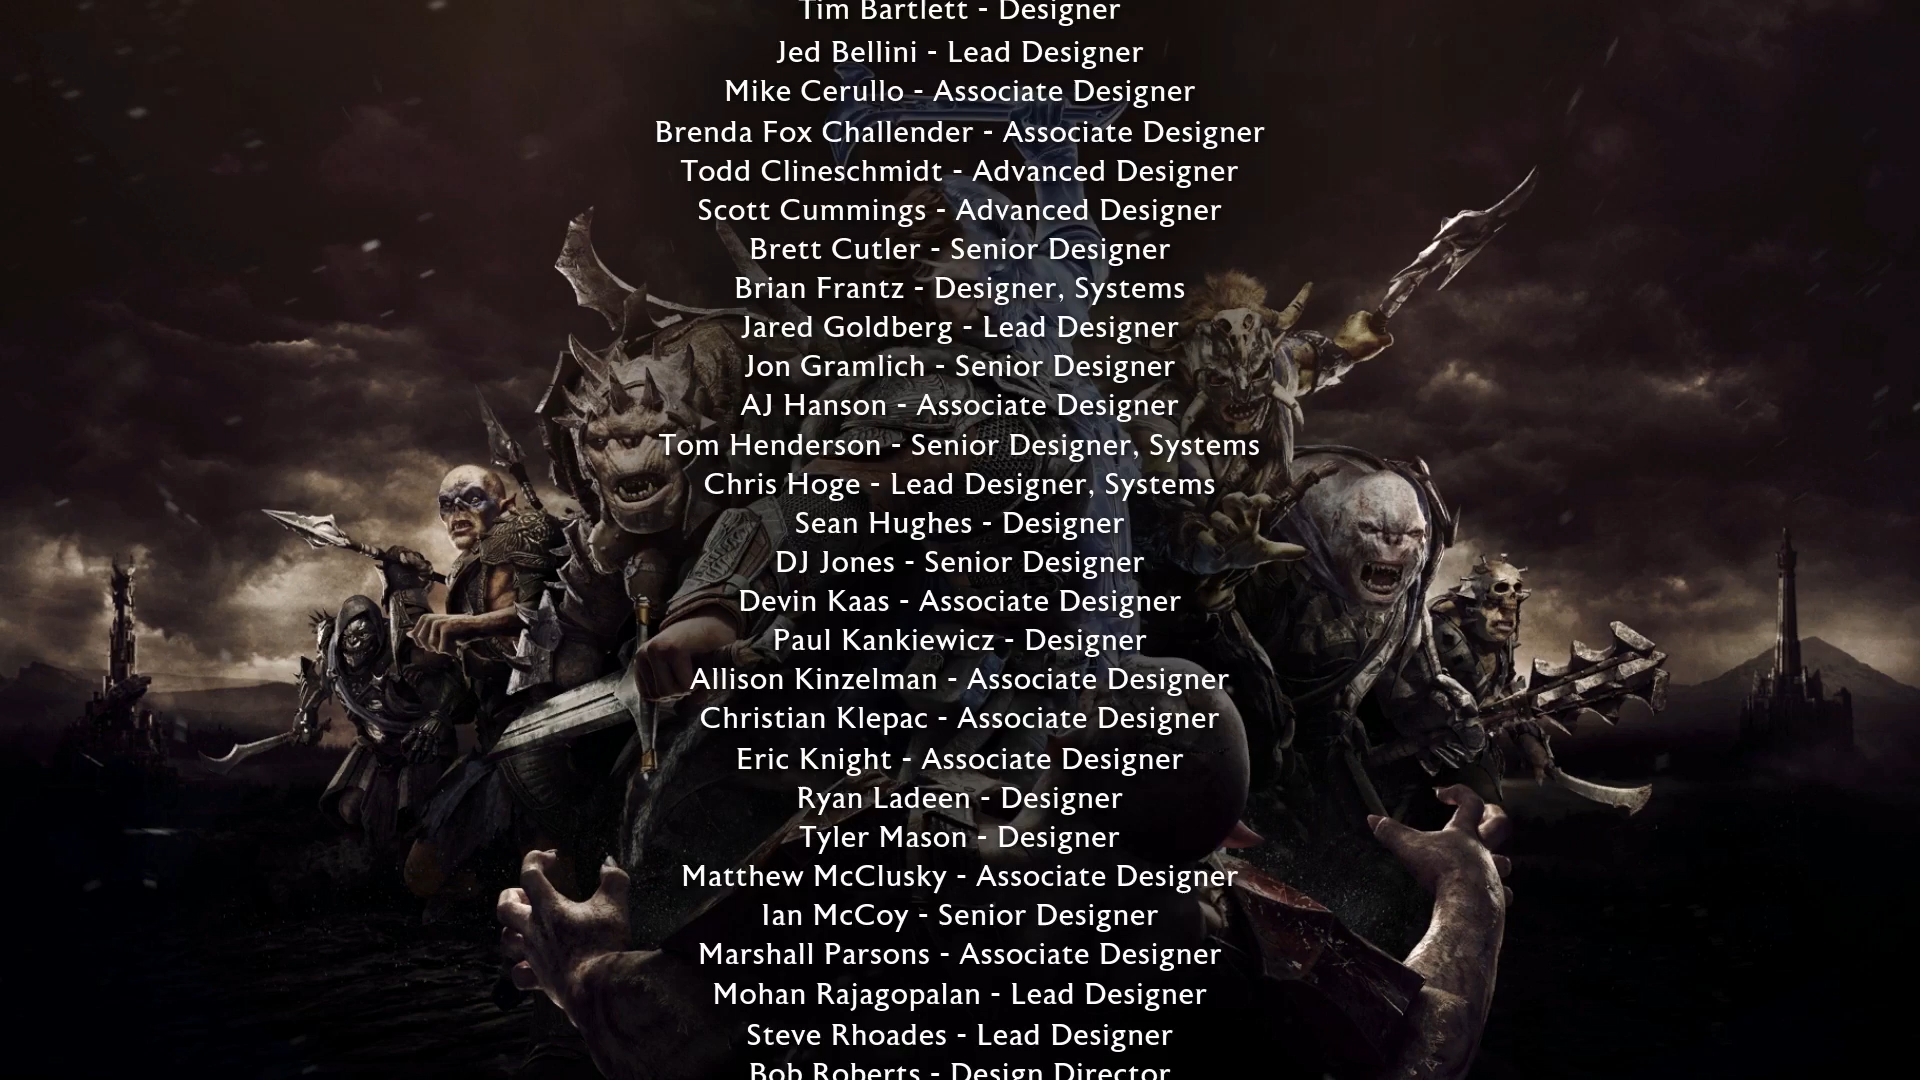 Tim Bartlett - Designer
Jed Bellini - Lead Designer
Mike Cerullo - Associate Designer
Brenda Fox Challender - Associate Designer
Todd Clineschmidt - Advanced Designer
Scott Cummings - Advanced Designer
Brett Cutler - Senior Designer
Brian Frantz - Designer, Systems
Jared Goldberg - Lead Designer
Jon Gramlich - Senior Designer
AJ Hanson - Associate Designer
Tom Henderson - Senior Designer, Systems
Chris Hoge - Lead Designer, Systems
Sean Hughes - Designer
DJ Jones - Senior Designer
Devin Kaas - Associate Designer
Paul Kankiewicz - Designer
Allison Kinzelman - Associate Designer
Christian Klepac - Associate Designer
Eric Knight - Associate Designer
Ryan Ladeen - Designer
Tyler Mason - Designer
Matthew McClusky - Associate Designer
Ian McCoy - Senior Designer
Marshall Parsons - Associate Designer
Mohan Rajagopalan - Lead Designer
Steve Rhoades - Lead Designer
Bob Roberts - Design Director